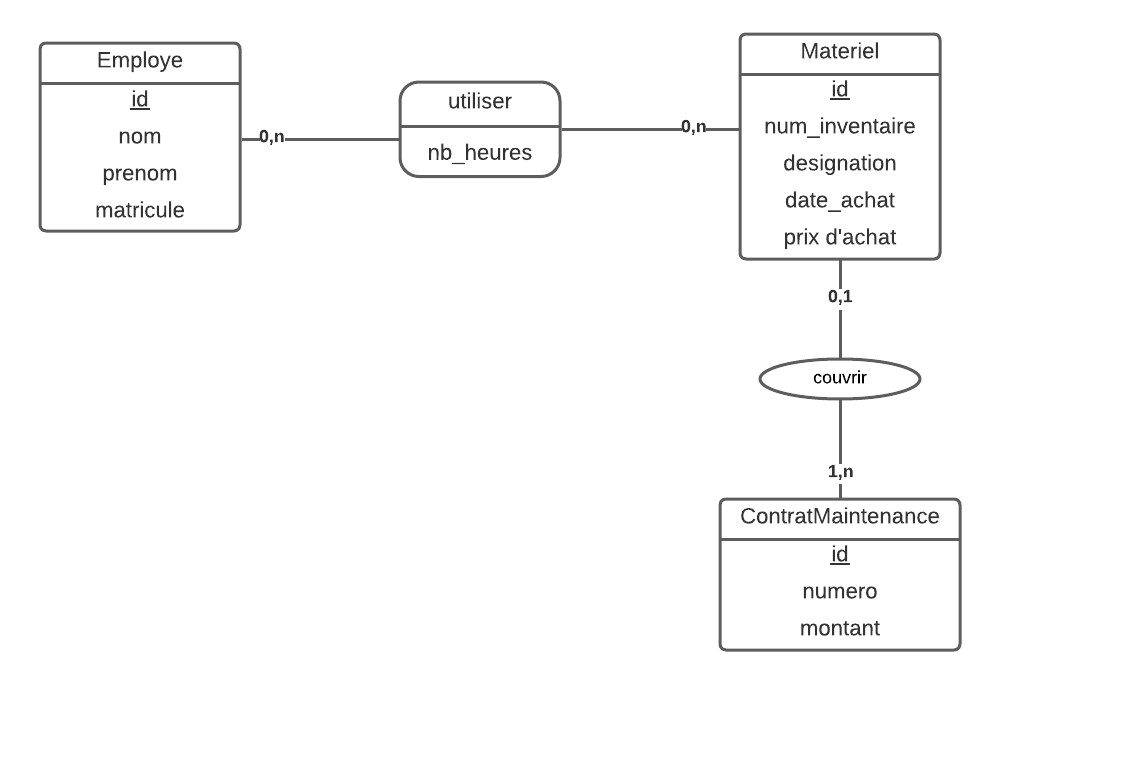 Employe
id
nom
prenom
matricule
0,n
utiliser
nb_heures
0,n
Materiel
id
num_inventaire
designation
date_achat
prix d'achat
0,1
couvrir
1,n
ContratMaintenance
id
numero
montant